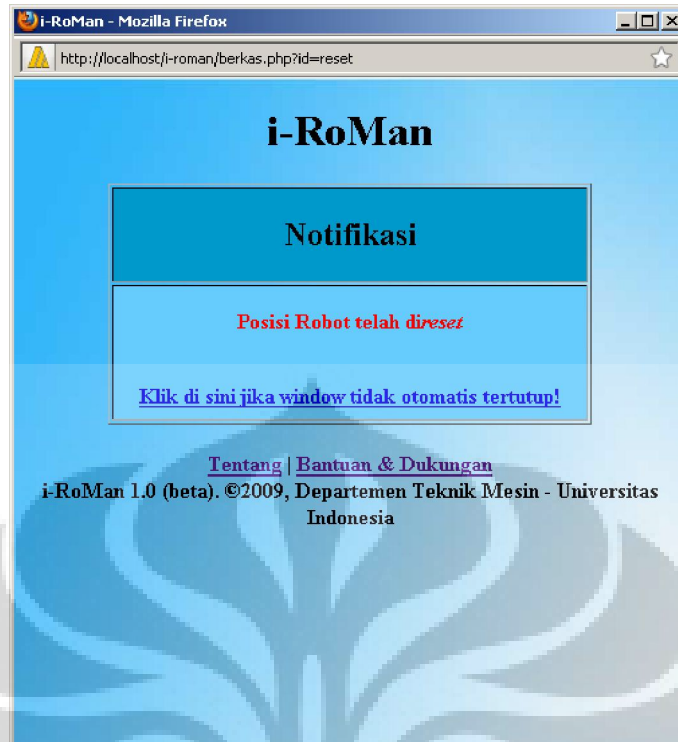 i-RoMan - Mozilla Firefox
http://localhost/i-roman/berkas.php?id=reset
i-RoMan
Notifikasi
Posisi Robot telah direset
Klik di sini jika window tidak otomatis tertutup!
Tentang | Bantuan & Dukungan
i-RoMan 1.0 (beta). ©2009, Departemen Teknik Mesin - Universitas
Indonesia